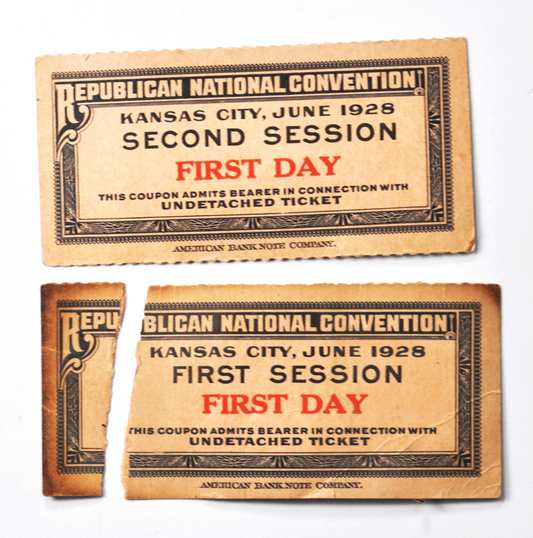 REPUBLICAN NATIONAL CONVENTION
KANSAS CITY, JUNE 1928
SECOND SESSION
FIRST DAY
THIS COUPON ADMITS BEARER IN CONNECTION WITH
UNDETACHED TICKET
AMERICAN BANK NOTE COMPANY.
REPUBLICAN NATIONAL CONVENTION
KANSAS CITY, JUNE 1928
FIRST SESSION
FIRST DAY
THIS COUPON ADMITS BEARER IN CONNECTION WITH
UNDETACHED TICKET
AMERICAN BANK NOTE COMPANY.